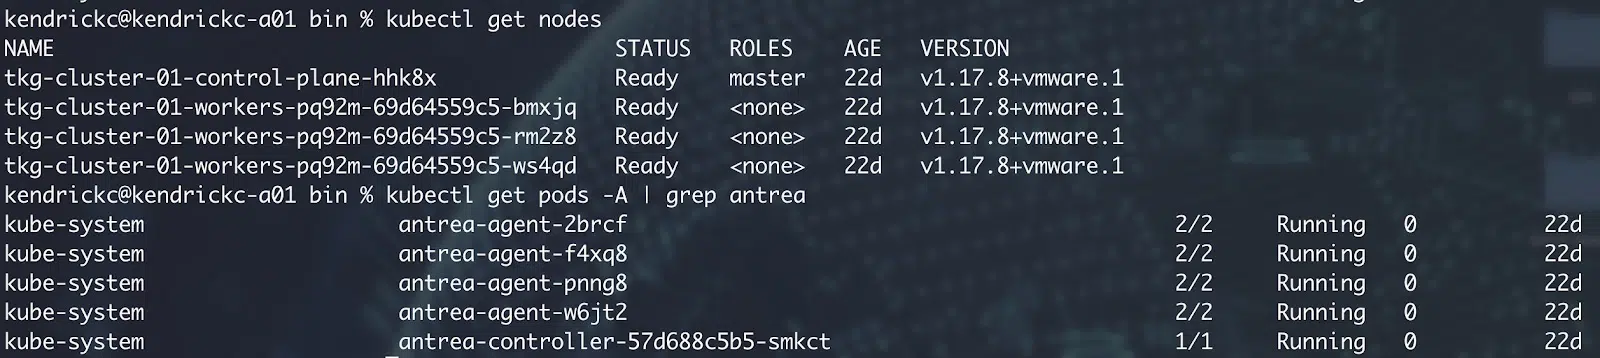 kendrickc@kendrickc-a01 bin % kubectl get nodes
NAME STATUS ROLES AGE VERSION
tkg-cluster-01-control-plane-hhk8x Ready master 22d v1.17.8+vmware.1
tkg-cluster-01-workers-pq92m-69d64559c5-bmxjq Ready <none> 22d v1.17.8+vmware.1
tkg-cluster-01-workers-pq92m-69d64559c5-rm2z8 Ready <none> 22d v1.17.8+vmware.1
tkg-cluster-01-workers-pq92m-69d64559c5-ws4qd Ready <none> 22d v1.17.8+vmware.1
kendrickc@kendrickc-a01 bin % kubectl get pods -A | grep antrea
kube-system antrea-agent-2brcf 2/2 Running 0 22d
kube-system antrea-agent-f4xq8 2/2 Running 0 22d
kube-system antrea-agent-pnng8 2/2 Running 0 22d
kube-system antrea-agent-w6jt2 2/2 Running 0 22d
kube-system antrea-controller-57d688c5b5-smkct 1/1 Running 0 22d